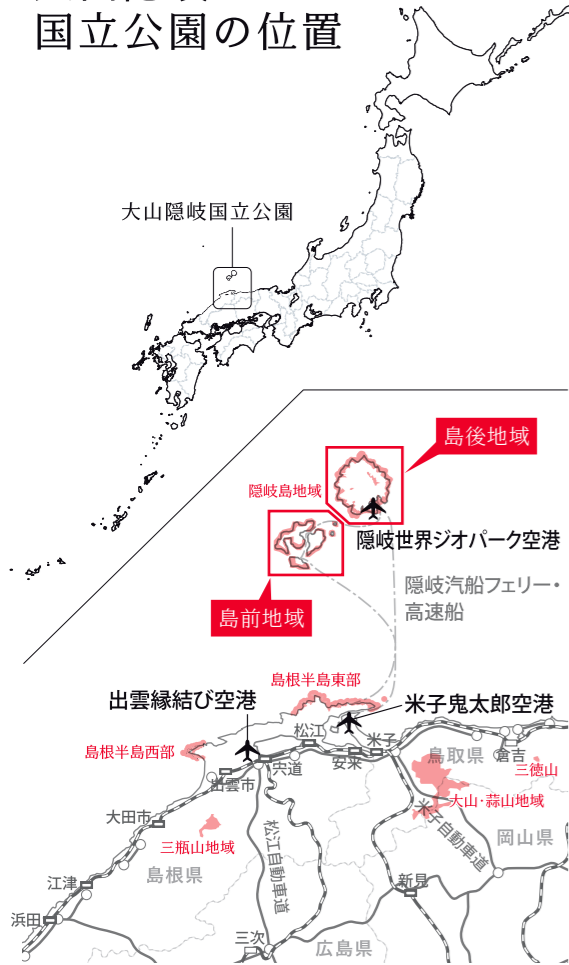 国立公園の位置
大山隠岐国立公園
島後地域
隠岐島地域
隠岐世界ジオパーク空港
隠岐汽船フェリー・
高速船
島前地域
島根半島東部
出雲縁結び空港
米子鬼太郎空港
島根半島西部
松江
米子
安来
宍道
出雲市
鳥取県
倉吉
三徳山
大山・蒜山地域
米子自動車道
岡山県
大田市
三瓶山地域
松江自動車道
島根県
江津
新見
浜田
三次
広島県